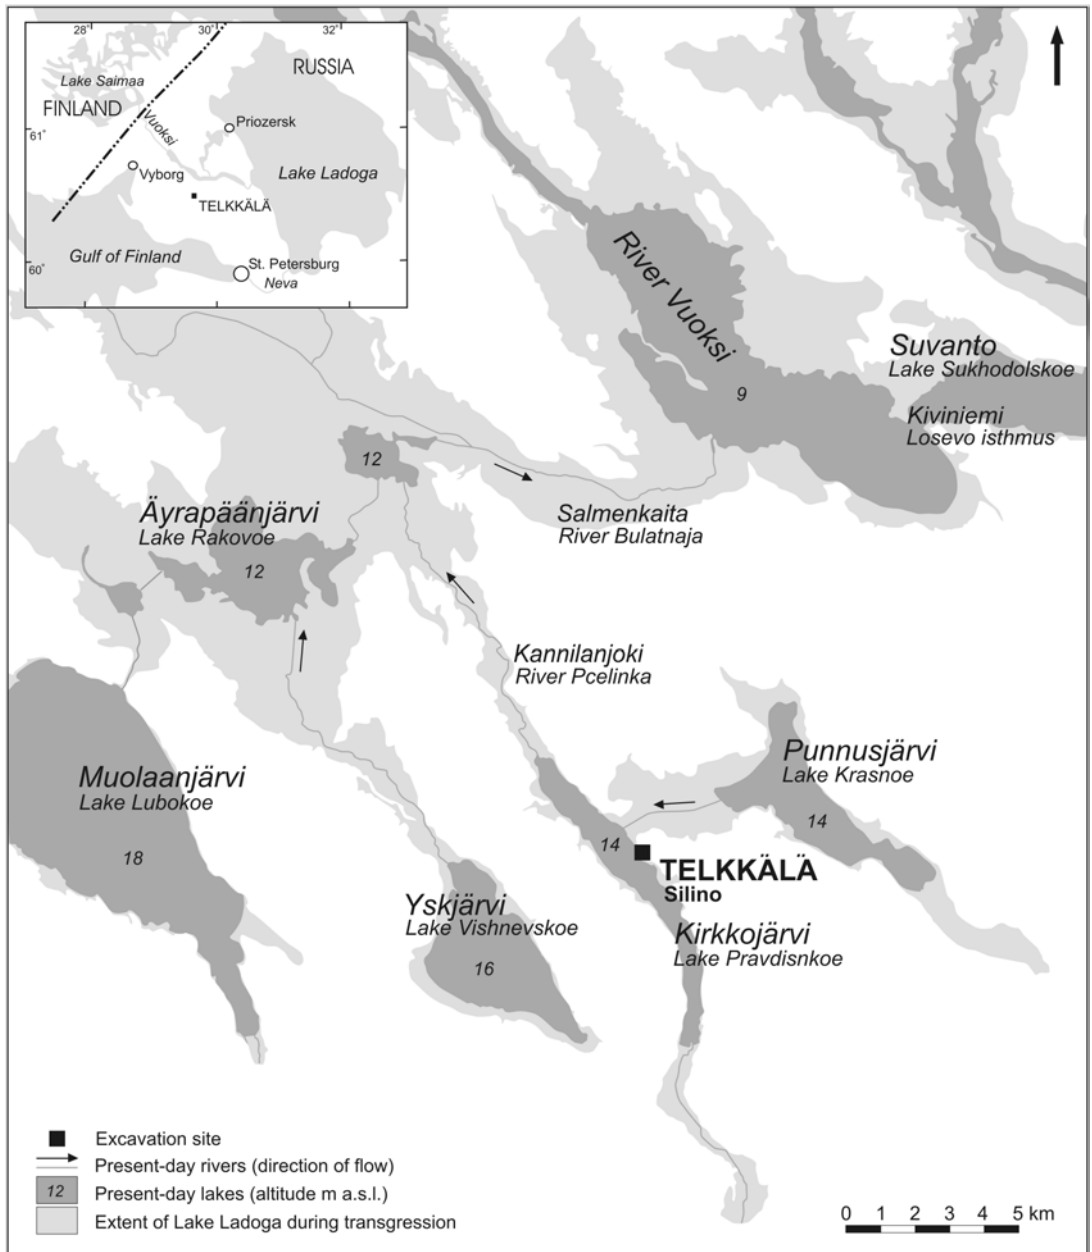 28°
30°
32°
Lake Saimaa
RUSSIA
FINLAND
Vuoksi
61°
Priozersk
Vyborg
Lake Ladoga
TELKKÄLÄ
Gulf of Finland
60°
St. Petersburg
Neva
River Vuoksi
9
Suvanto
Lake Sukhodolskoe
Kiviniemi
Losevo isthmus
12
Äyrapäänjärvi
Lake Rakovoe
12
Salmenkaita
River Bulatnaja
Kannilanjoki
River Pcelinka
Muolaanjärvi
Lake Lubokoe
18
Punnusjärvi
Lake Krasnoe
14
14
TELKKÄLÄ
Silino
Yskjärvi
Lake Vishnevskoe
16
Kirkkojärvi
Lake Pravdisnkoe
Excavation site
Present-day rivers (direction of flow)
12 Present-day lakes (altitude m a.s.l.)
Extent of Lake Ladoga during transgression
0 1 2 3 4 5 km